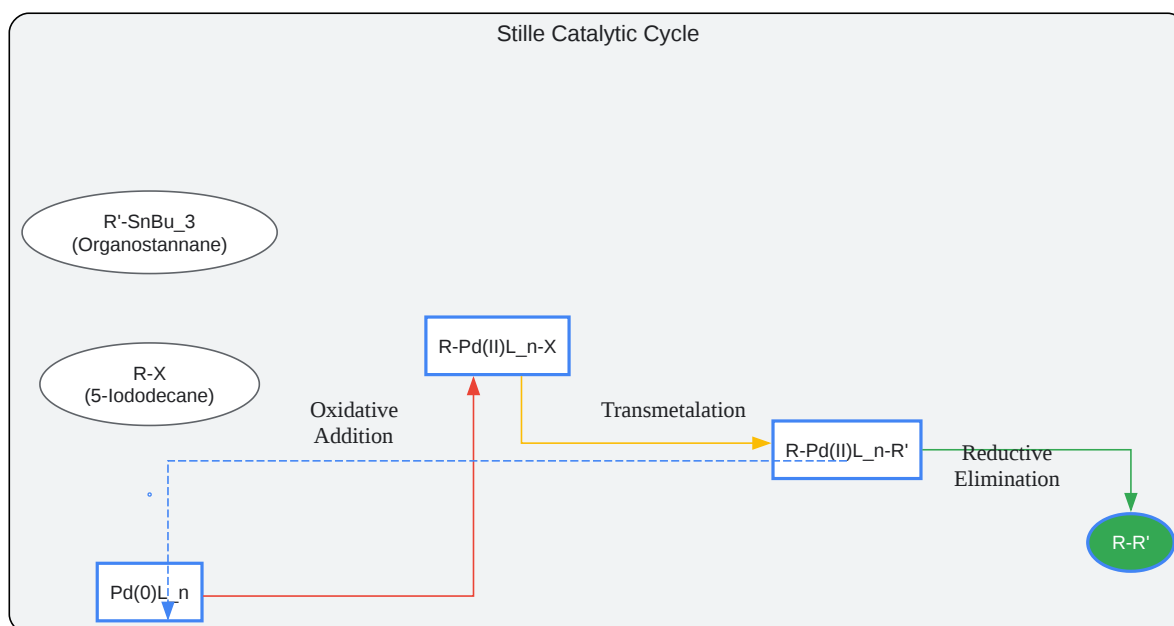 Stille Catalytic Cycle
R'-SnBu_3
(Organostannane)
R-Pd(II)L_n-X
R-X
(5-Iododecane)
Oxidative
Addition
Transmetalation
R-Pd(II)L_n-R'
Reductive
Elimination
R-R'
Pd(0)L_n